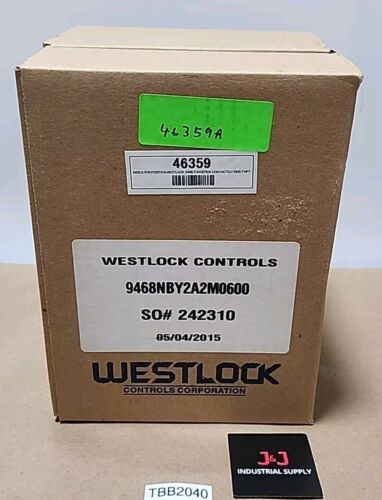 46359A
46359
WESTLOCK CONTROLS
9468NBY2A2M0600
SO# 242310
05/04/2015
WESTLOCK
CONTROLS CORPORATION
J&J
INDUSTRIAL SUPPLY
TBB2040